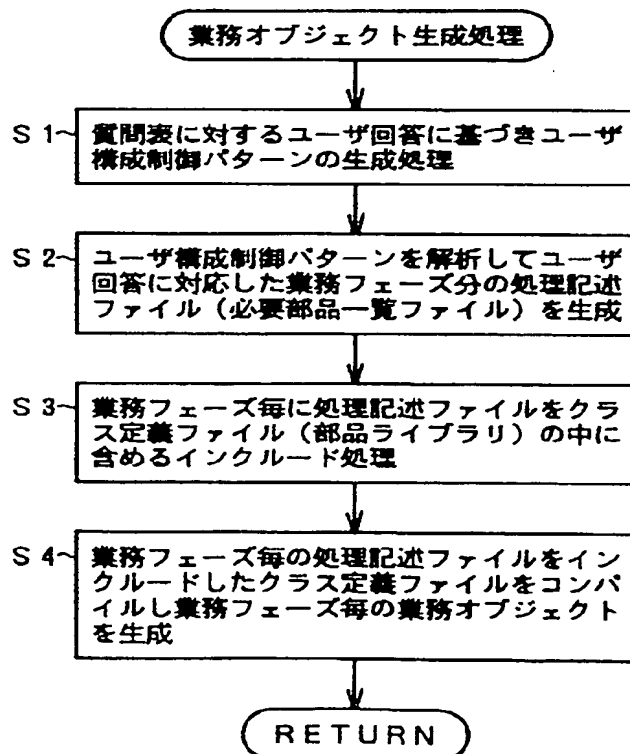 業務オブジェクト生成処理
S1~ 質問表に対するユーザ回答に基づきユーザ
構成制御パターンの生成処理
S2~ ユーザ構成制御パターンを解析してユーザ
回答に対応した業務フェーズ分の処理記述
ファイル（必要部品一覧ファイル）を生成
S3~ 業務フェーズ毎に処理記述ファイルをクラ
ス定義ファイル（部品ライブラリ）の中に
含めるインクルード処理
S4~ 業務フェーズ毎の処理記述ファイルをイン
クルードしたクラス定義ファイルをコンパ
イルし業務フェーズ毎の業務オブジェクト
を生成
RETURN